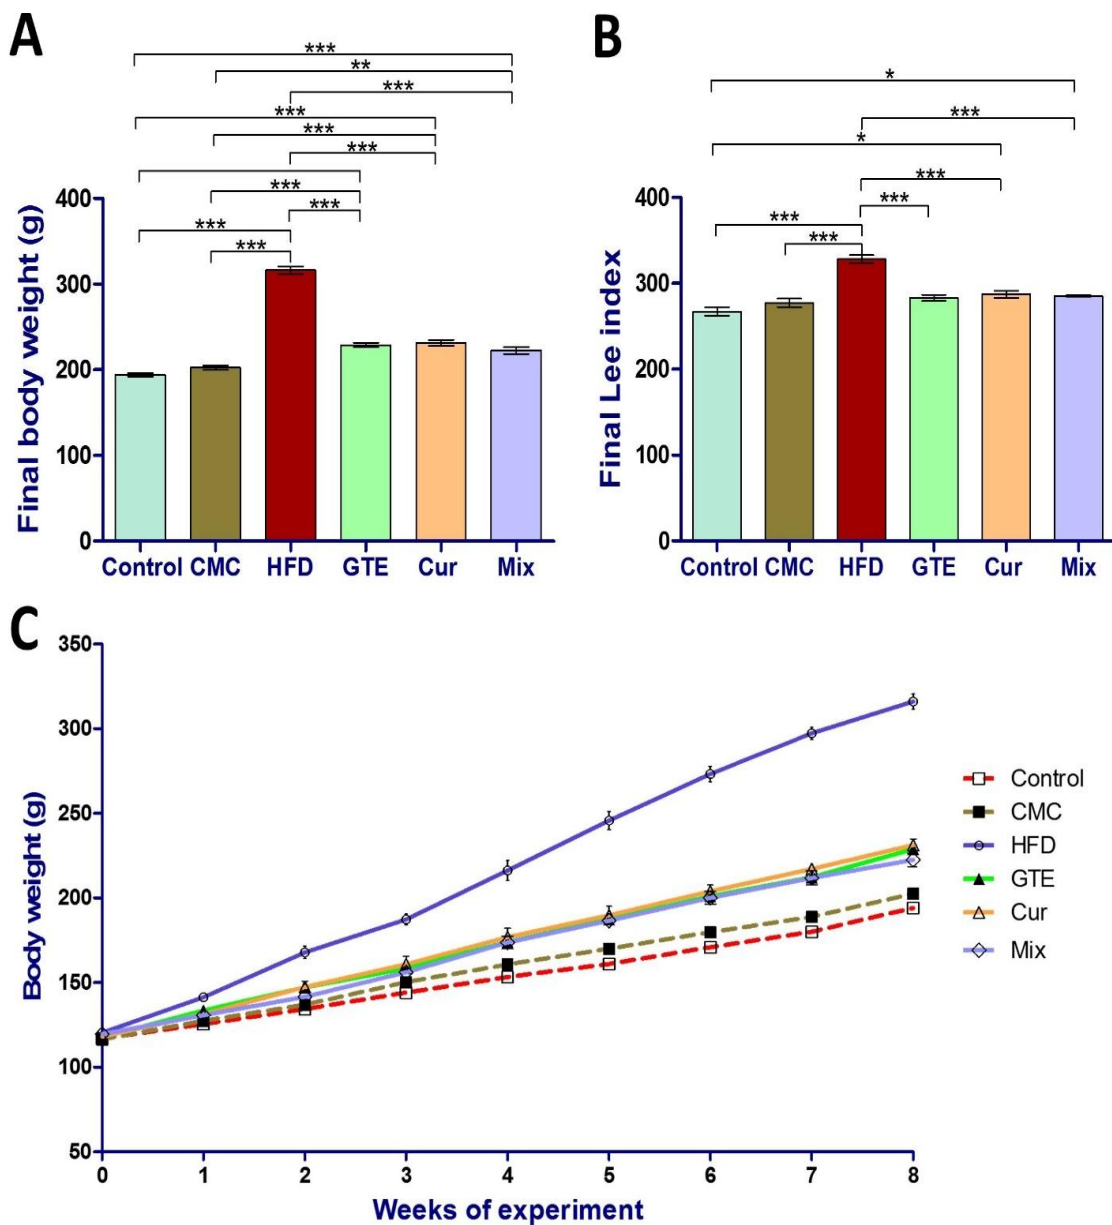 A
***
**
***
***
***
***
***
***
***
***
Final body weight (g)
400
300
200
100
0
Control CMC HFD GTE Cur Mix
B
*
***
*
***
***
***
***
Final Lee index
400
300
200
100
0
Control CMC HFD GTE Cur Mix
C
Body weight (g)
350
300
250
200
150
100
50
0 1 2 3 4 5 6 7 8
Weeks of experiment
Control
CMC
HFD
GTE
Cur
Mix